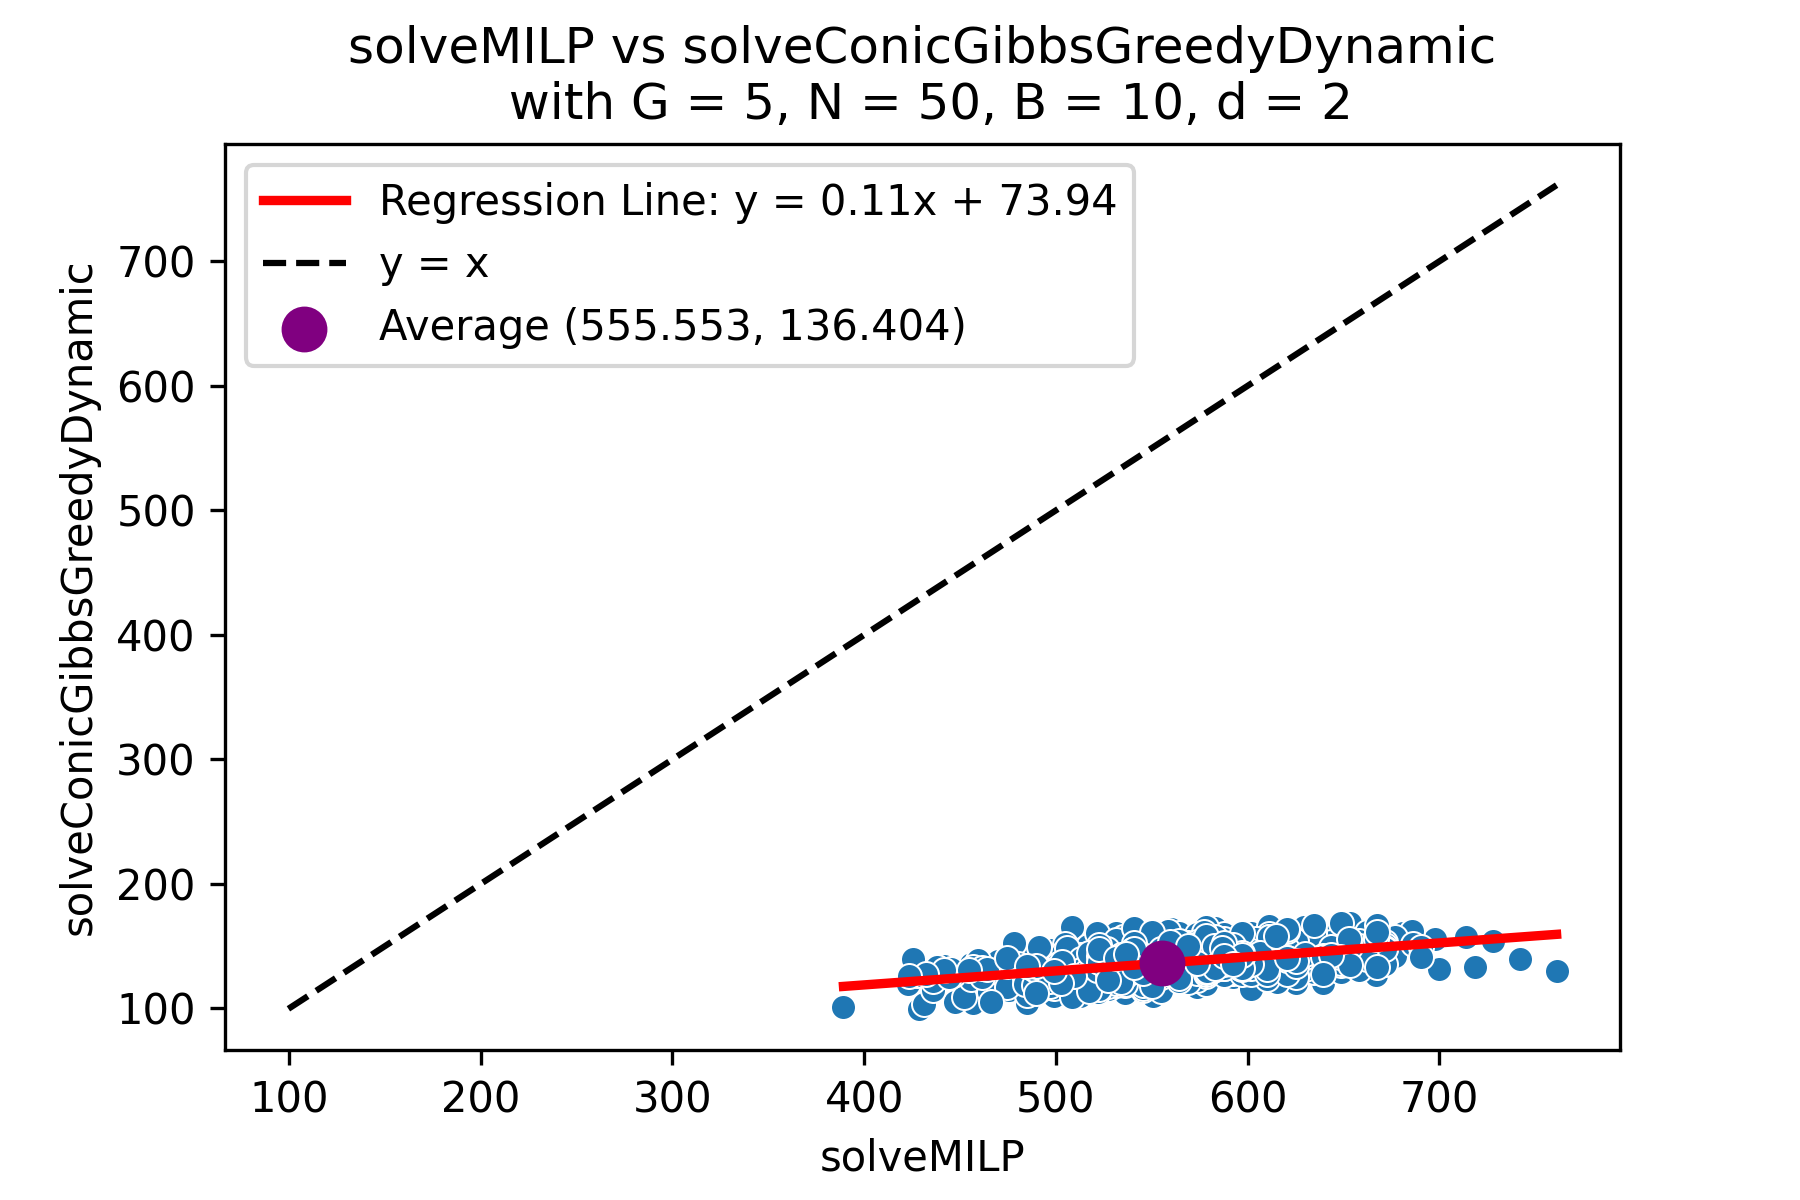 solveMILP vs solveConicGibbsGreedyDynamic
with G = 5, N = 50, B = 10, d = 2
Regression Line: y = 0.11x + 73.94
y = x
Average (555.553, 136.404)
solveConicGibbsGreedyDynamic
700
600
500
400
300
200
100
100 200 300 400 500 600 700
solveMILP